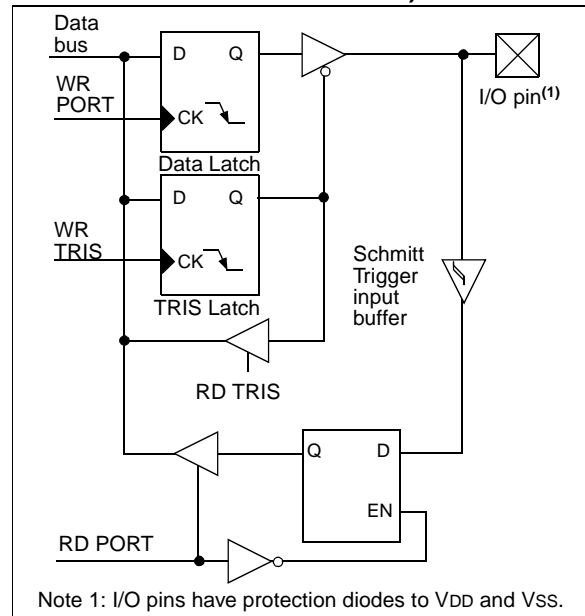 Data
bus
D Q
WR
PORT
CK
Data Latch
I/O pin(1)
D Q
WR
TRIS
CK
TRIS Latch
Schmitt
Trigger
input
buffer
RD TRIS
Q D
EN
RD PORT
Note 1: I/O pins have protection diodes to VDD and VSS.